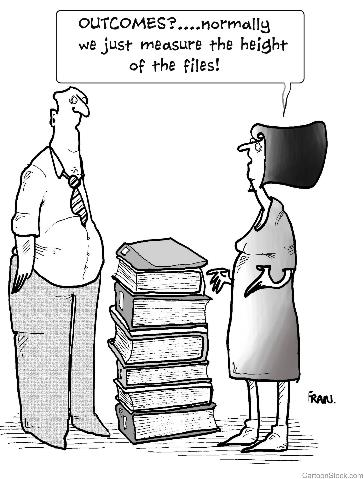 OUTCOMES?....normally
we just measure the height
of the files!
RAN.
CartoonStock.com